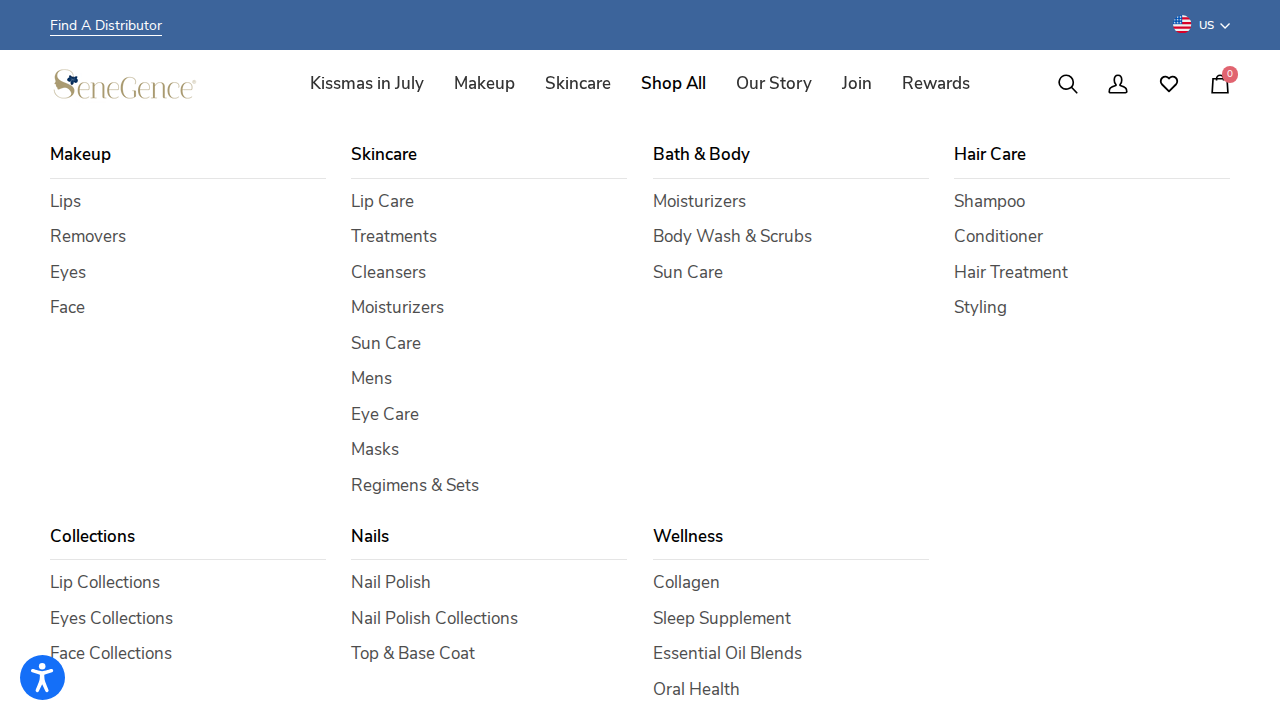 Find A Distributor
US
SeneGence
Kissmas in July
Makeup
Skincare
Shop All
Our Story
Join
Rewards
0
Makeup
Lips
Removers
Eyes
Face
Skincare
Lip Care
Treatments
Cleansers
Moisturizers
Sun Care
Mens
Eye Care
Masks
Regimens & Sets
Bath & Body
Moisturizers
Body Wash & Scrubs
Sun Care
Hair Care
Shampoo
Conditioner
Hair Treatment
Styling
Collections
Lip Collections
Eyes Collections
Face Collections
Nails
Nail Polish
Nail Polish Collections
Top & Base Coat
Wellness
Collagen
Sleep Supplement
Essential Oil Blends
Oral Health